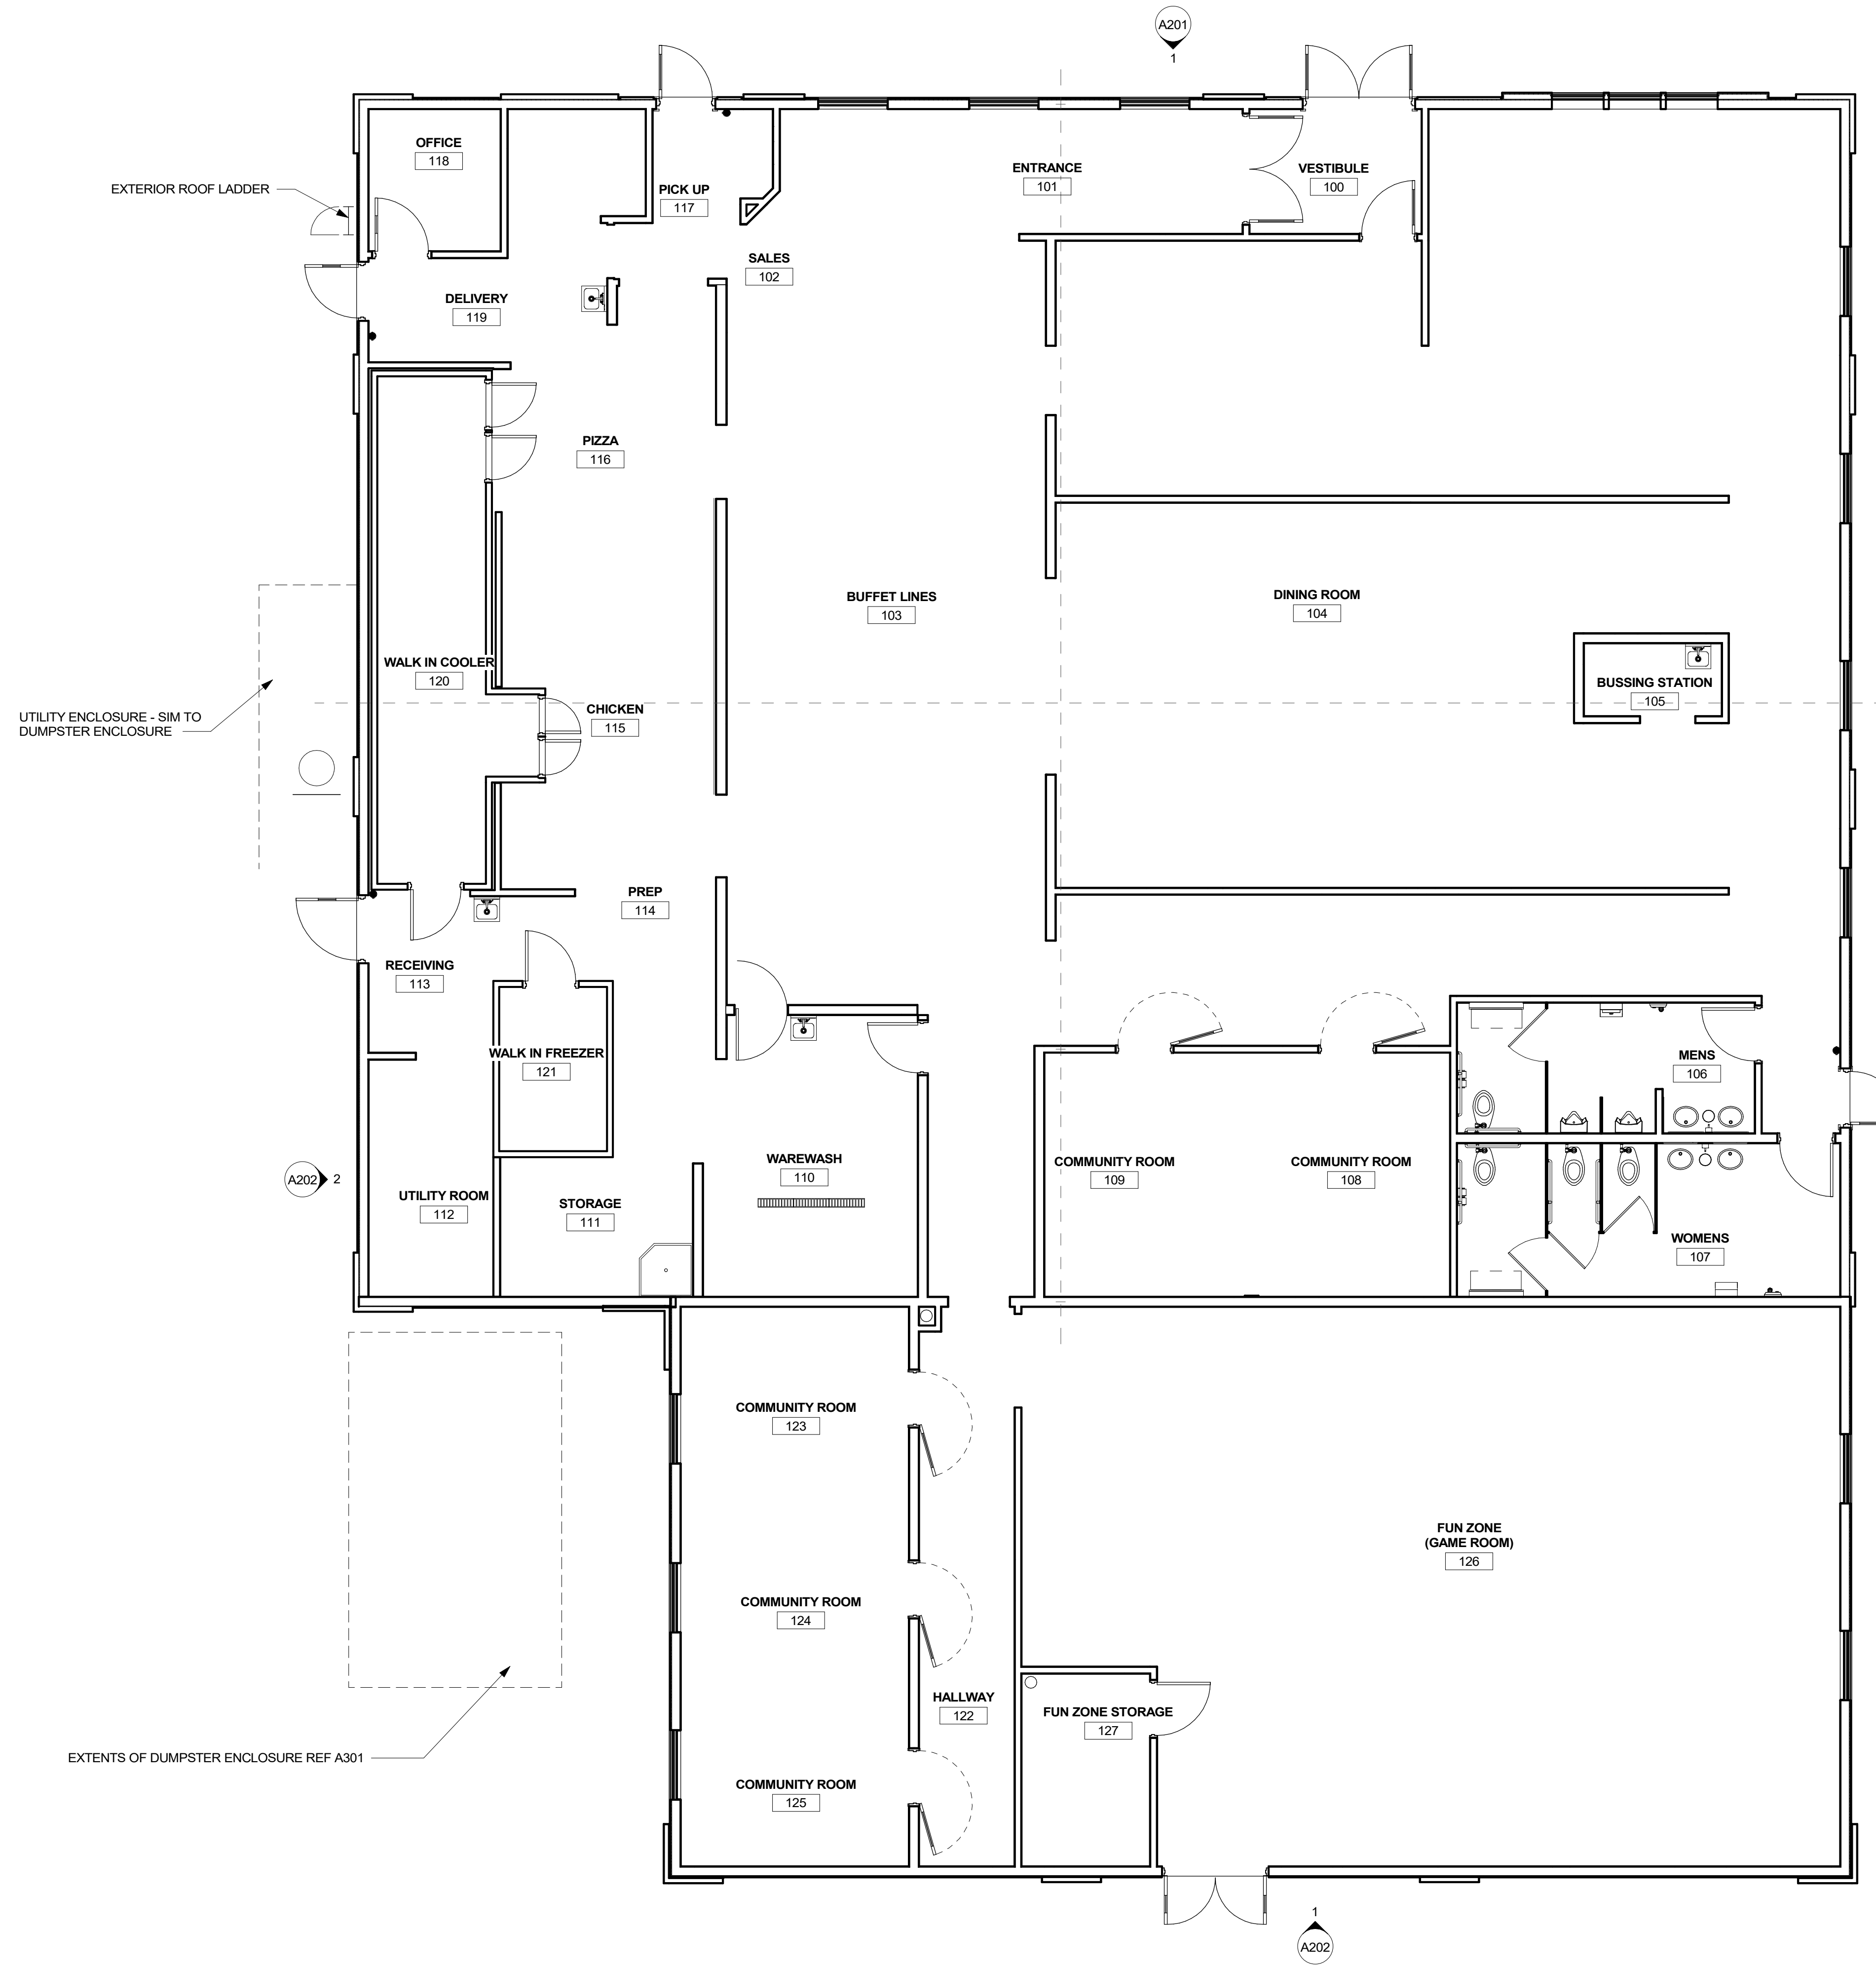 A201
1
OFFICE
118
EXTERIOR ROOF LADDER
PICK UP
117
ENTRANCE
101
VESTIBULE
100
SALES
102
DELIVERY
119
PIZZA
116
BUFFET LINES
103
DINING ROOM
104
WALK IN COOLER
120
BUSSING STATION
105
UTILITY ENCLOSURE - SIM TO
DUMPSTER ENCLOSURE
CHICKEN
115
PREP
114
RECEIVING
113
WALK IN FREEZER
121
MENS
106
A202
2
WAREWASH
110
COMMUNITY ROOM
109
COMMUNITY ROOM
108
UTILITY ROOM
112
STORAGE
111
WOMENS
107
COMMUNITY ROOM
123
FUN ZONE
(GAME ROOM)
126
COMMUNITY ROOM
124
HALLWAY
122
FUN ZONE STORAGE
127
EXTENTS OF DUMPSTER ENCLOSURE REF A301
COMMUNITY ROOM
125
1
A202